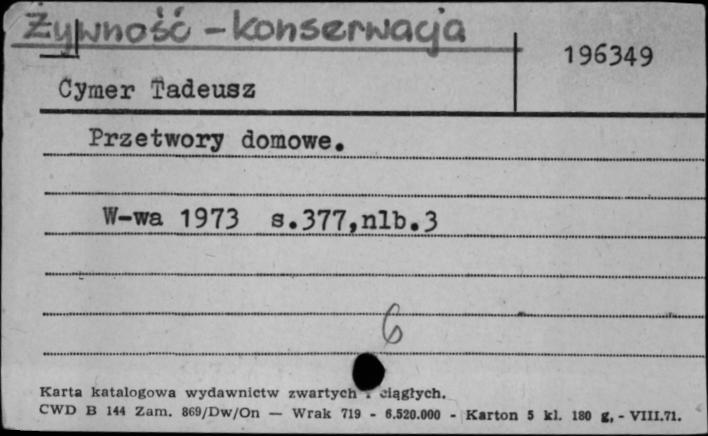 Żywność - konserwacja
196349
Cymer Tadeusz
Przetwory domowe.
W-wa 1973 s.377,nlb.3
6
Karta katalogowa wydawnictw zwartych i ciągłych.
CWD B 144 Zam. 869/Dw/On — Wrak 719 - 6.520.000 - Karton 5 kl. 180 g, - VIII.71.